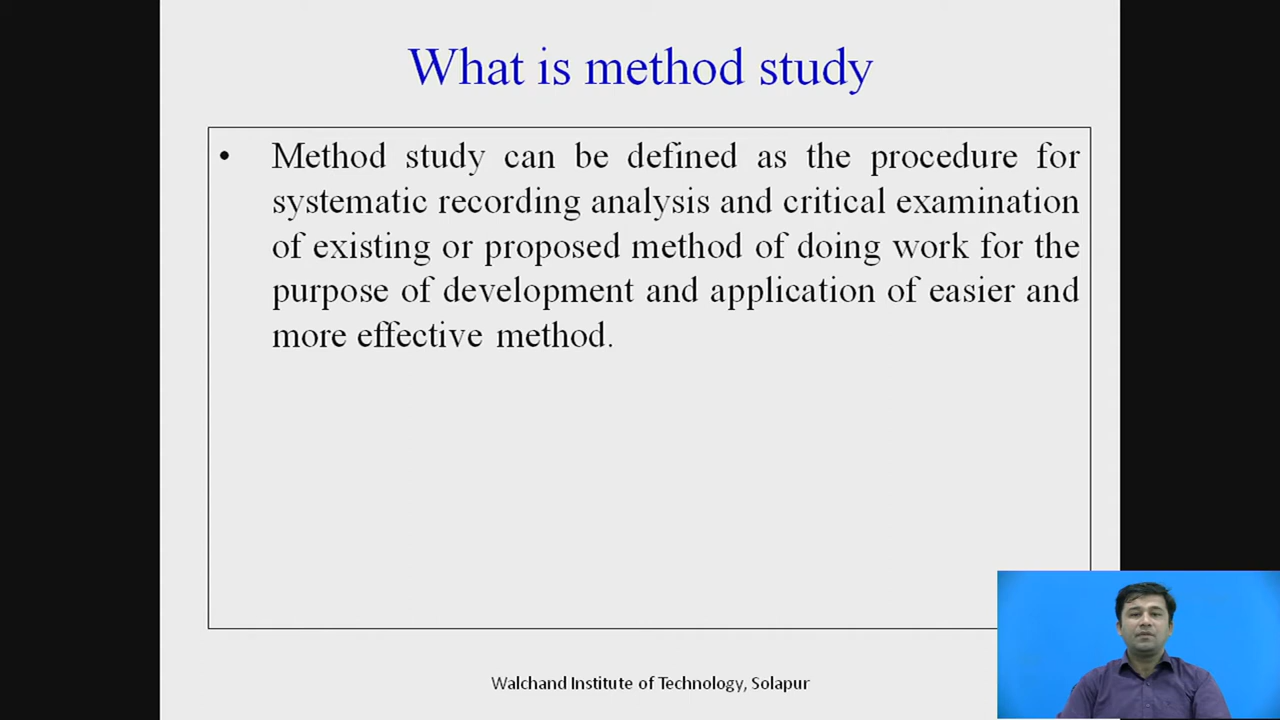 What is method study
• Method study can be defined as the procedure for
systematic recording analysis and critical examination
of existing or proposed method of doing work for the
purpose of development and application of easier and
more effective method.
Walchand Institute of Technology, Solapur